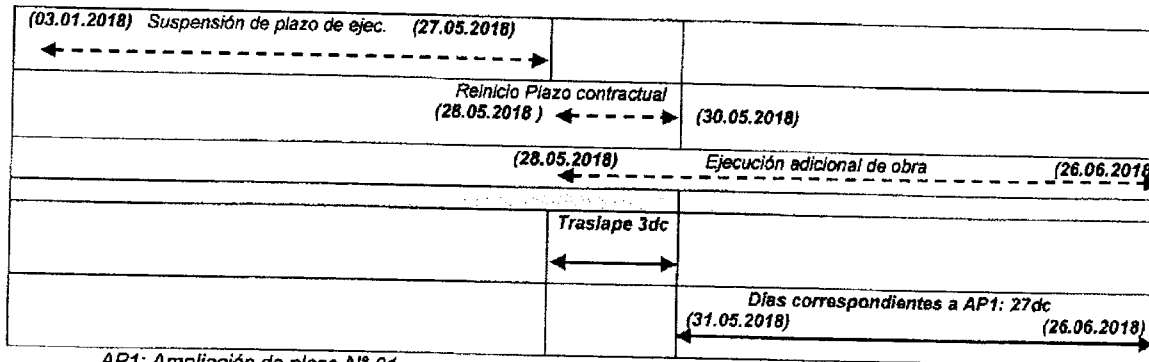 (03.01.2018) Suspensión de plazo de ejec. (27.05.2018)
Reinicio Plazo contractual
(28.05.2018 ) (30.05.2018)
(28.05.2018) Ejecución adicional de obra (26.06.2018
Traslape 3dc
Días correspondientes a AP1: 27dc
(31.05.2018) (26.06.2018)
AP1: Ampliación de plazo Nº 01